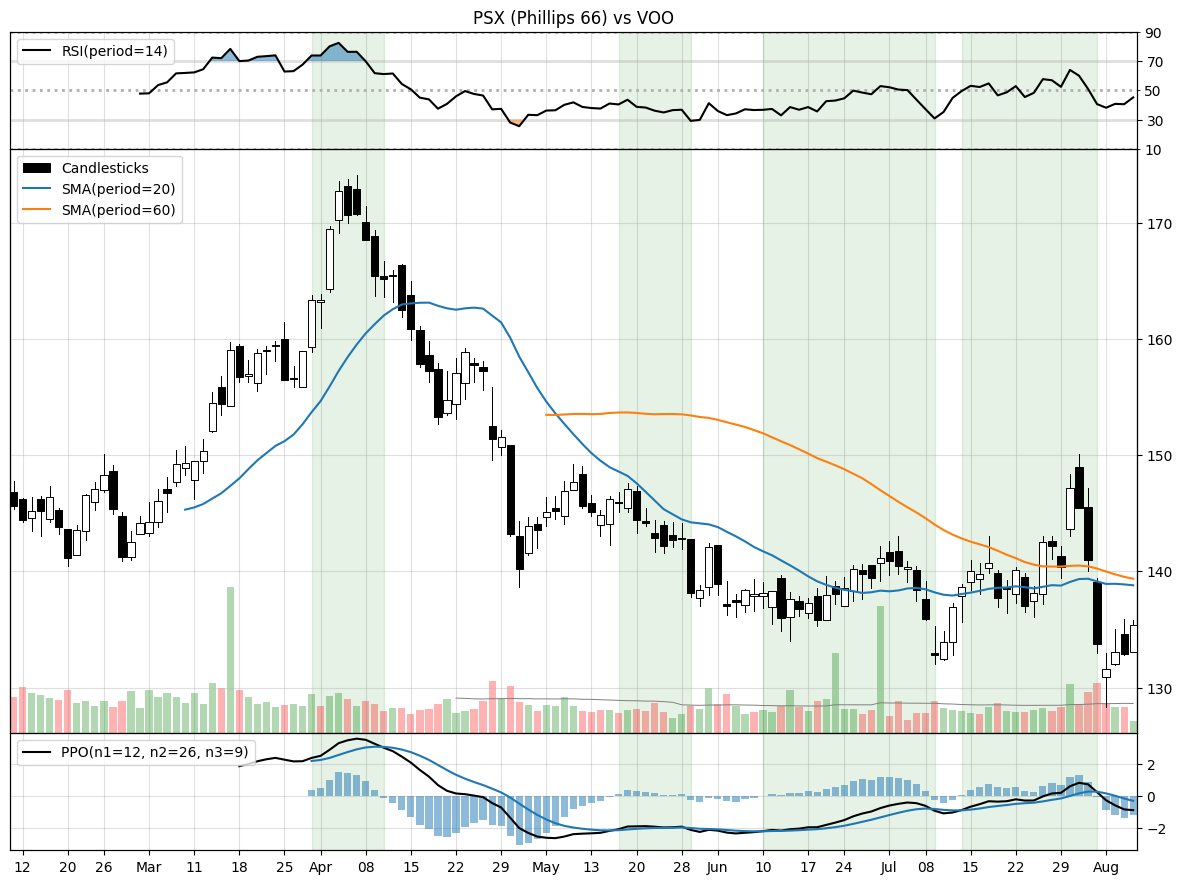 PSX (Phillips 66) vs VOO
RSI(period=14)
90
70
50
30
10
Candlesticks
SMA(period=20)
SMA(period=60)
170
160
150
140
130
PPO(n1=12, n2=26, n3=9)
2
0
−2
12 20 26 Mar 11 18 25 Apr 08 15 22 29 May 13 20 28 Jun 10 17 24 Jul 08 15 22 29 Aug